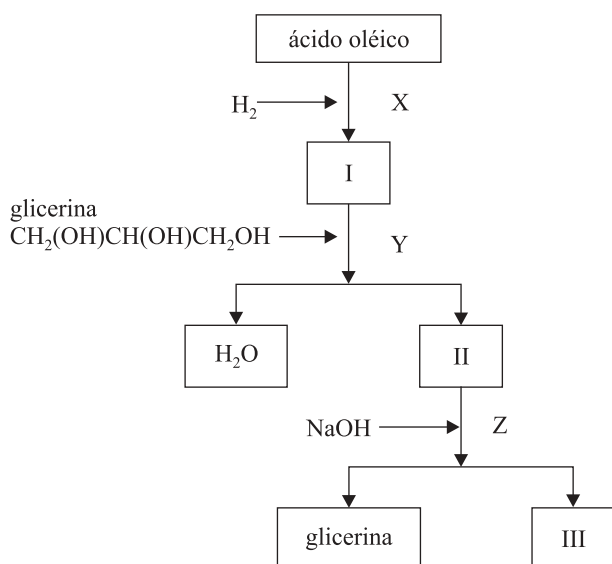 ácido oléico
H₂
X
I
glicerina
CH₂(OH)CH(OH)CH₂OH
Y
H₂O
II
NaOH
Z
glicerina
III